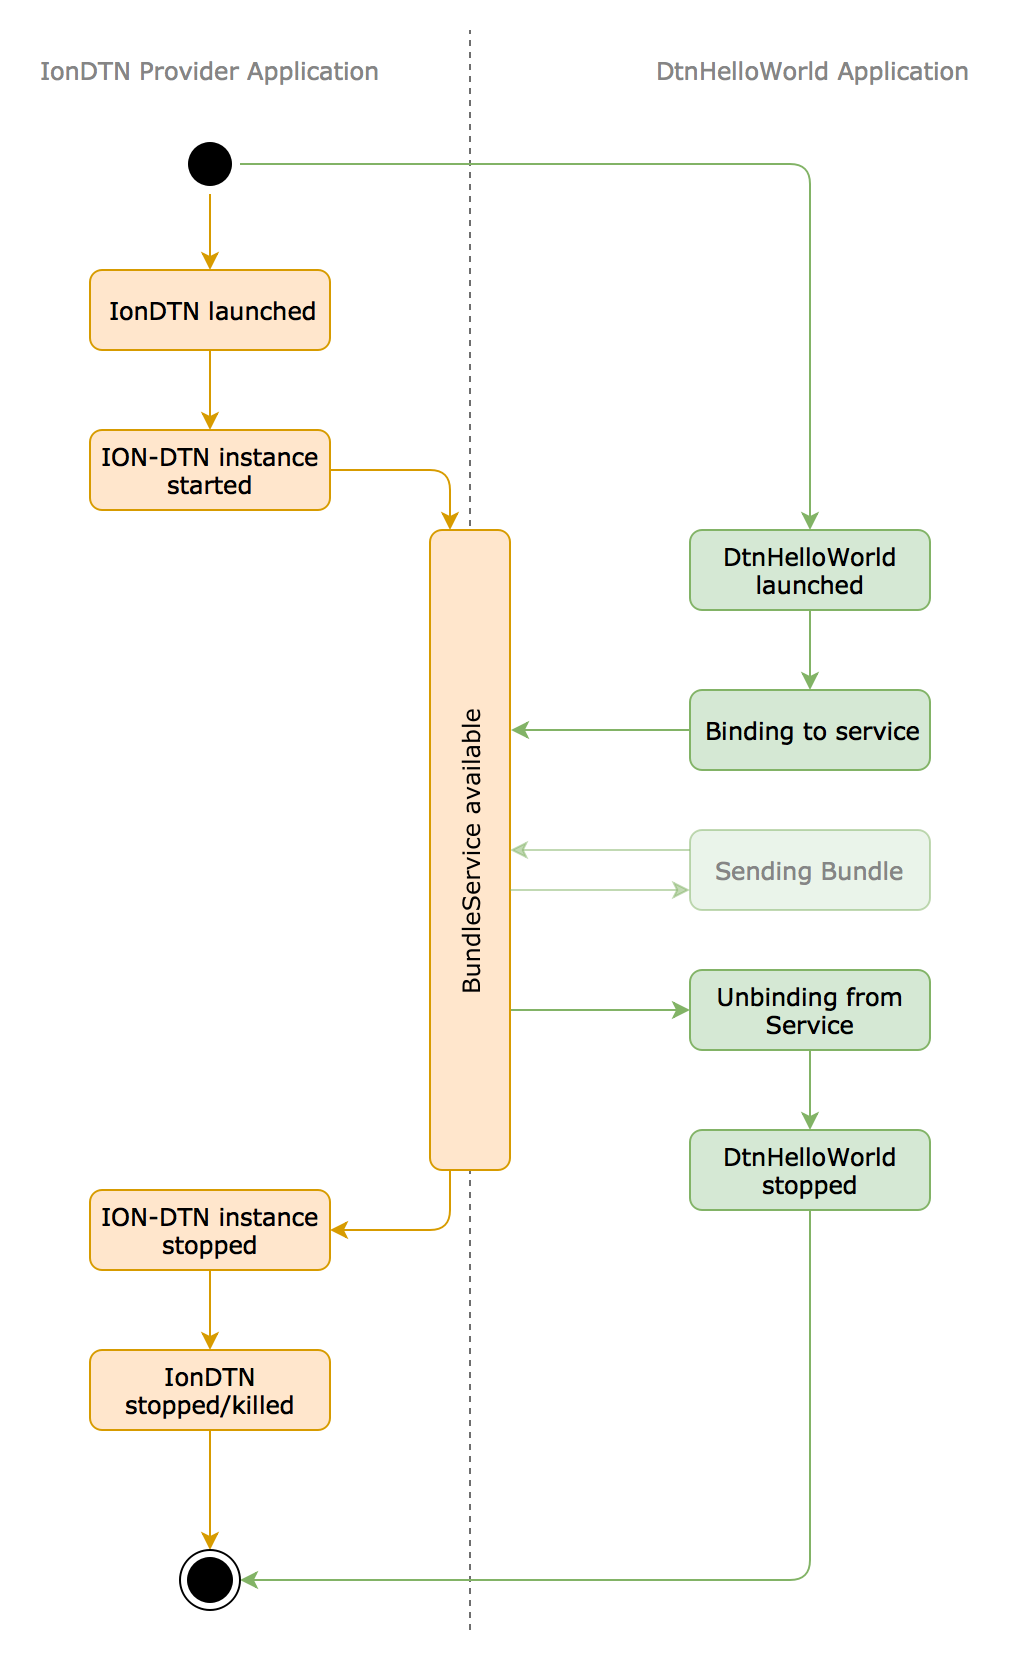 IonDTN Provider Application
DtnHelloWorld Application
IonDTN launched
ION-DTN instance
started
DtnHelloWorld
launched
Binding to service
BundleService available
Sending Bundle
Unbinding from
Service
DtnHelloWorld
stopped
ION-DTN instance
stopped
IonDTN
stopped/killed